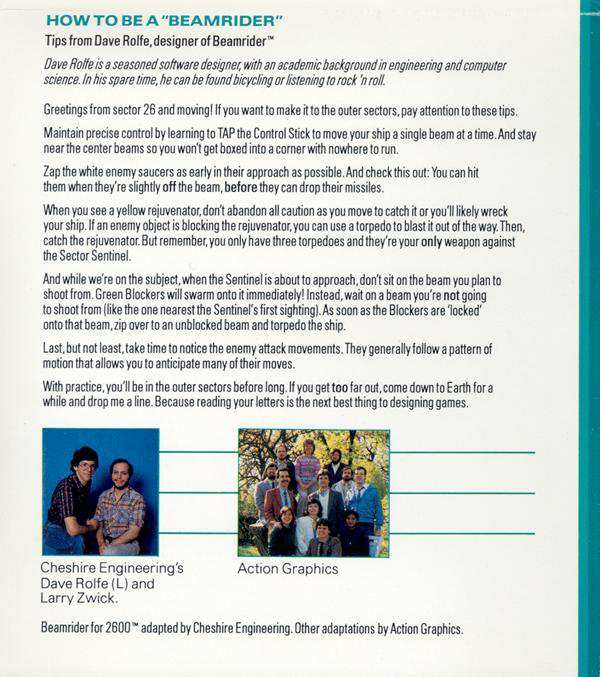 HOW TO BE A "BEAMRIDER"
Tips from Dave Rolfe, designer of Beamrider™
Dave Rolfe is a seasoned software designer, with an academic background in engineering and computer
science. In his spare time, he can be found bicycling or listening to rock 'n roll.
Greetings from sector 26 and moving! If you want to make it to the outer sectors, pay attention to these tips.
Maintain precise control by learning to TAP the Control Stick to move your ship a single beam at a time. And stay
near the center beams so you won't get boxed into a corner with nowhere to run.
Zap the white enemy saucers as early in their approach as possible. And check this out: You can hit
them when they're slightly off the beam, before they can drop their missiles.
When you see a yellow rejuvenator, don't abandon all caution as you move to catch it or you'll likely wreck
your ship. If an enemy object is blocking the rejuvenator, you can use a torpedo to blast it out of the way. Then,
catch the rejuvenator. But remember, you only have three torpedoes and they're your only weapon against
the Sector Sentinel.
And while we're on the subject, when the Sentinel is about to approach, don't sit on the beam you plan to
shoot from. Green Blockers will swarm onto it immediately! Instead, wait on a beam you're not going
to shoot from (like the one nearest the Sentinel's first sighting). As soon as the Blockers are 'locked'
onto that beam, zip over to an unblocked beam and torpedo the ship.
Last, but not least, take time to notice the enemy attack movements. They generally follow a pattern of
motion that allows you to anticipate many of their moves.
With practice, you'll be in the outer sectors before long. If you get too far out, come down to Earth for a
while and drop me a line. Because reading your letters is the next best thing to designing games.
Cheshire Engineering's
Dave Rolfe (L) and
Larry Zwick.
Action Graphics
Beamrider for 2600™ adapted by Cheshire Engineering. Other adaptations by Action Graphics.